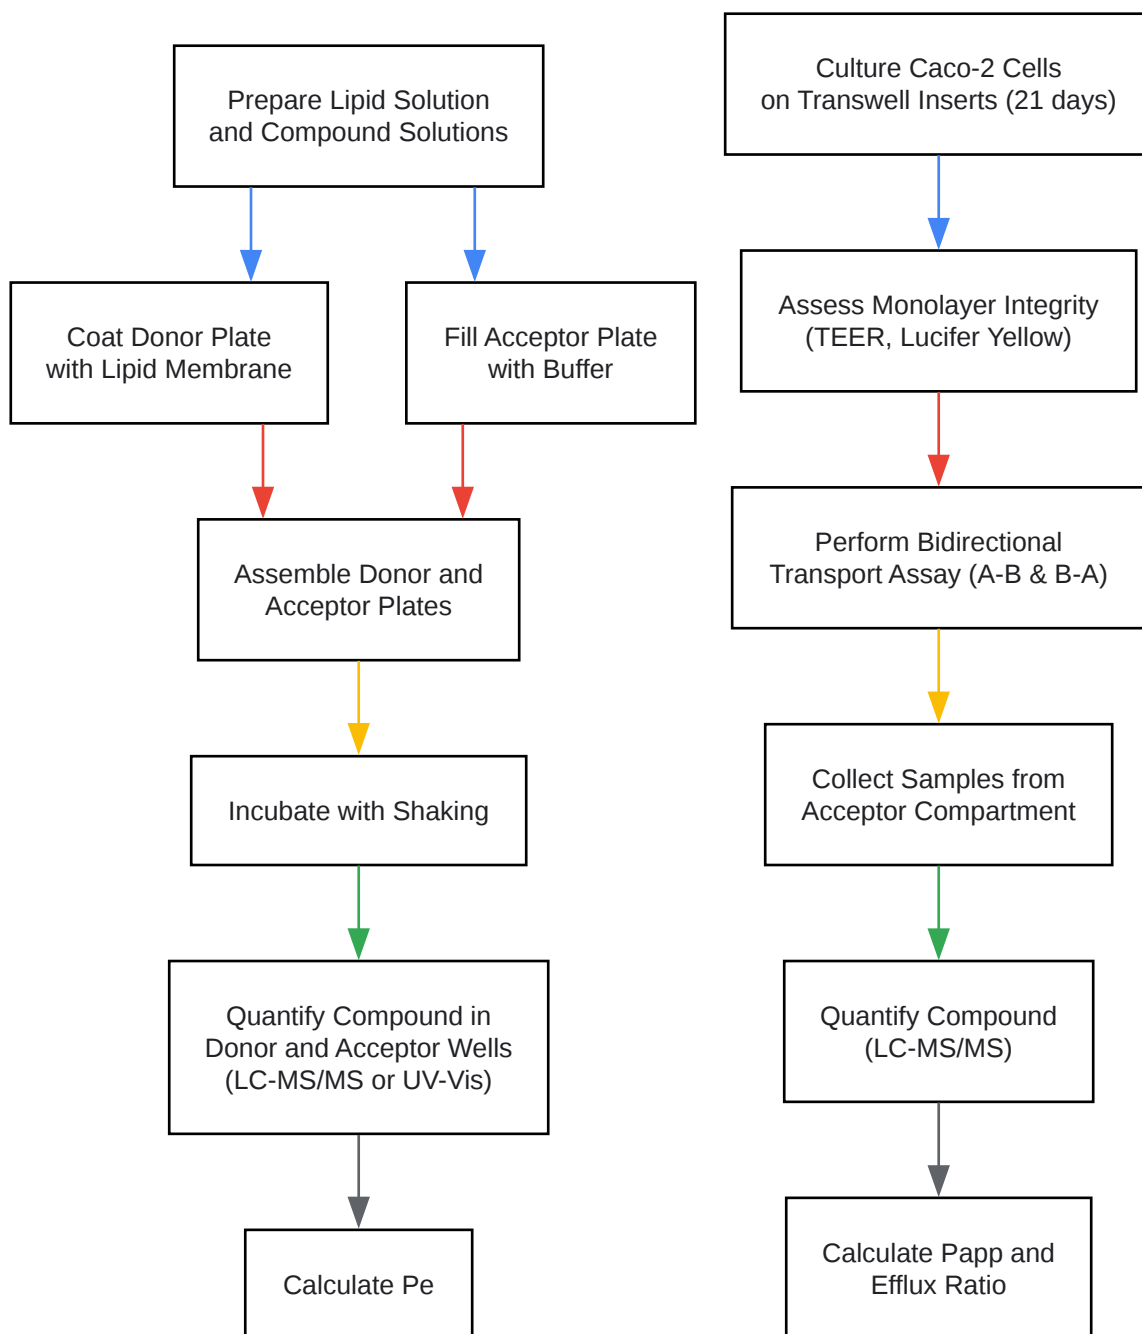 Prepare Lipid Solution
and Compound Solutions
Coat Donor Plate
with Lipid Membrane
Fill Acceptor Plate
with Buffer
Assemble Donor and
Acceptor Plates
Incubate with Shaking
Quantify Compound in
Donor and Acceptor Wells
(LC-MS/MS or UV-Vis)
Calculate Pe
Culture Caco-2 Cells
on Transwell Inserts (21 days)
Assess Monolayer Integrity
(TEER, Lucifer Yellow)
Perform Bidirectional
Transport Assay (A-B & B-A)
Collect Samples from
Acceptor Compartment
Quantify Compound
(LC-MS/MS)
Calculate Papp and
Efflux Ratio